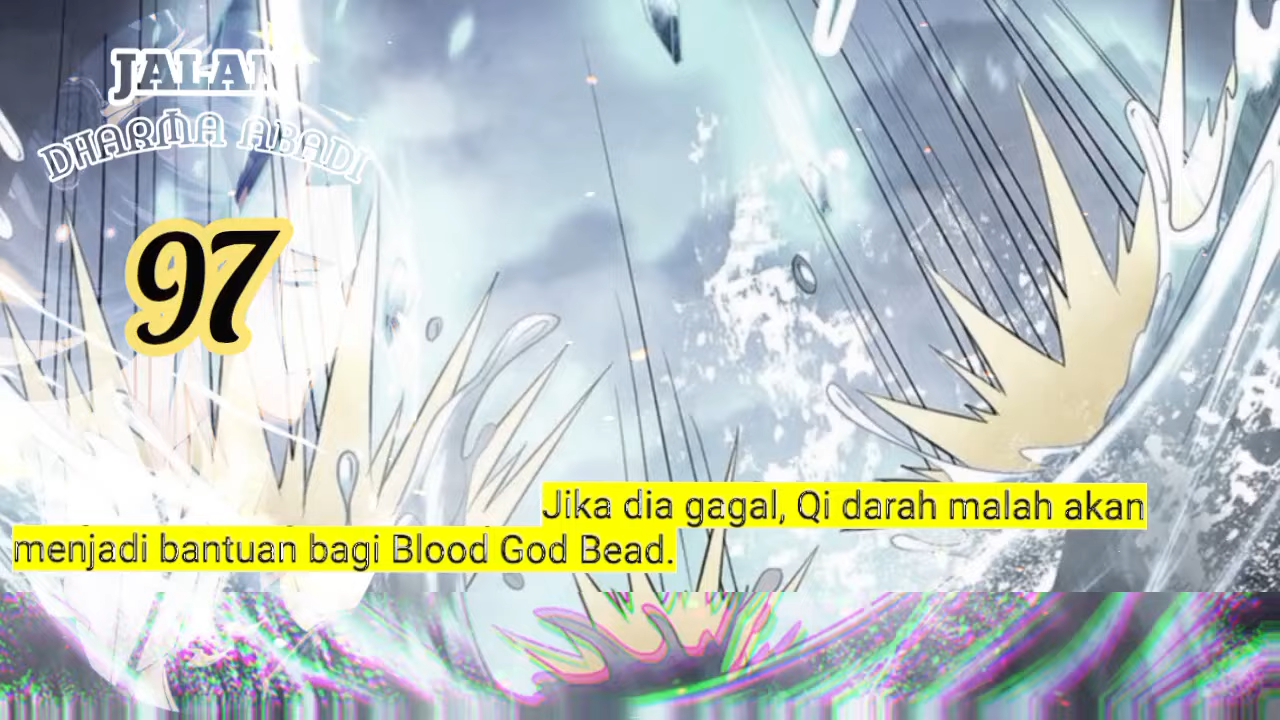 JALAN
DHARMA ABADI
97
Jika dia gagal, Qi darah malah akan
menjadi bantuan bagi Blood God Bead.